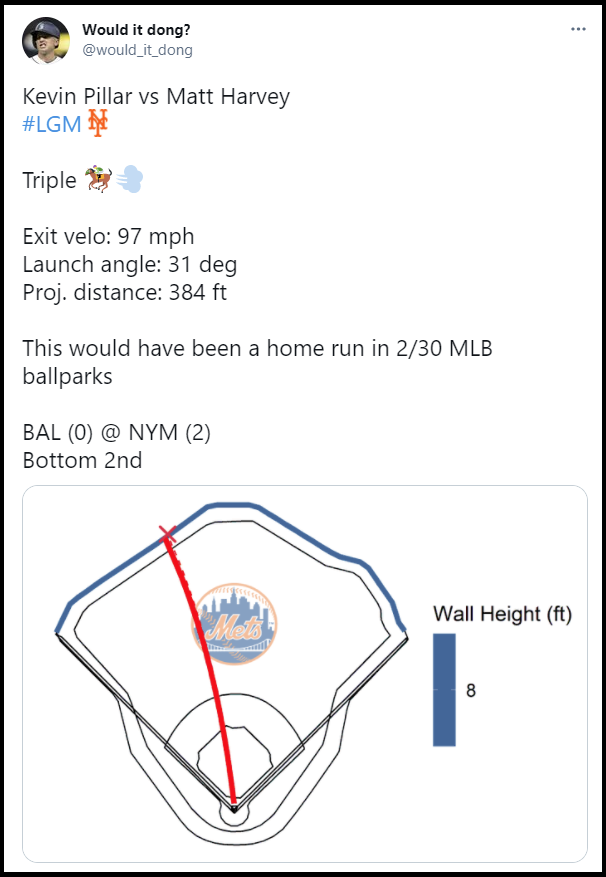 Would it dong?
@would_it_dong
Kevin Pillar vs Matt Harvey
#LGM
Triple
Exit velo: 97 mph
Launch angle: 31 deg
Proj. distance: 384 ft
This would have been a home run in 2/30 MLB
ballparks
BAL (0) @ NYM (2)
Bottom 2nd
Mets
Wall Height (ft)
8